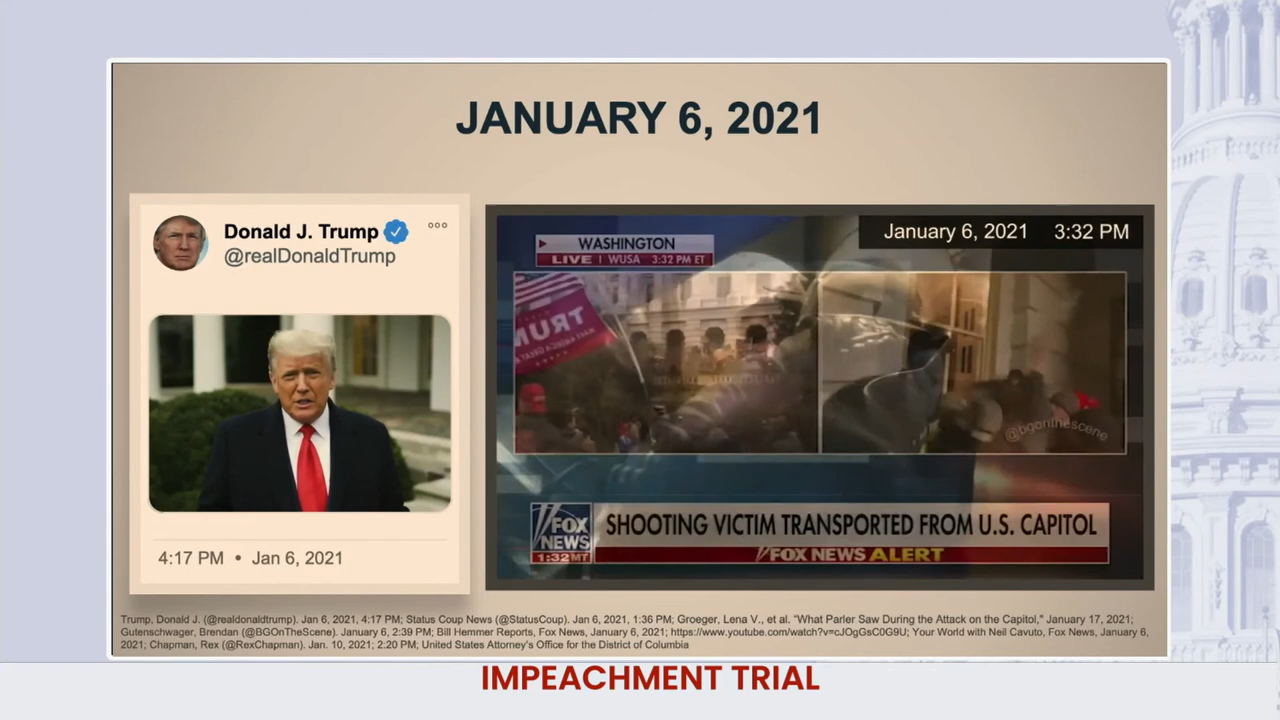 JANUARY 6, 2021
Donald J. Trump
@realDonaldTrump
4:17 PM • Jan 6, 2021
January 6, 2021 3:32 PM
WASHINGTON
LIVE | WUSA 3:32 PM ET
TRUMP
@bgonthescene
FOX
NEWS
1:32 MT
SHOOTING VICTIM TRANSPORTED FROM U.S. CAPITOL
FOX NEWS ALERT
Trump, Donald J. (@realdonaldtrump). Jan 6, 2021, 4:17 PM; Status Coup News (@StatusCoup). Jan 6, 2021, 1:36 PM; Groeger, Lena V., et al. "What Parler Saw During the Attack on the Capitol," January 17, 2021;
Gutenschwager, Brendan (@BGOnTheScene). January 6, 2:39 PM; Bill Hemmer Reports, Fox News, January 6, 2021; https://www.youtube.com/watch?v=cJOgGsC0G9U; Your World with Neil Cavuto, Fox News, January 6,
2021; Chapman, Rex (@RexChapman). Jan. 10, 2021; 2:20 PM; United States Attorney's Office for the District of Columbia
IMPEACHMENT TRIAL